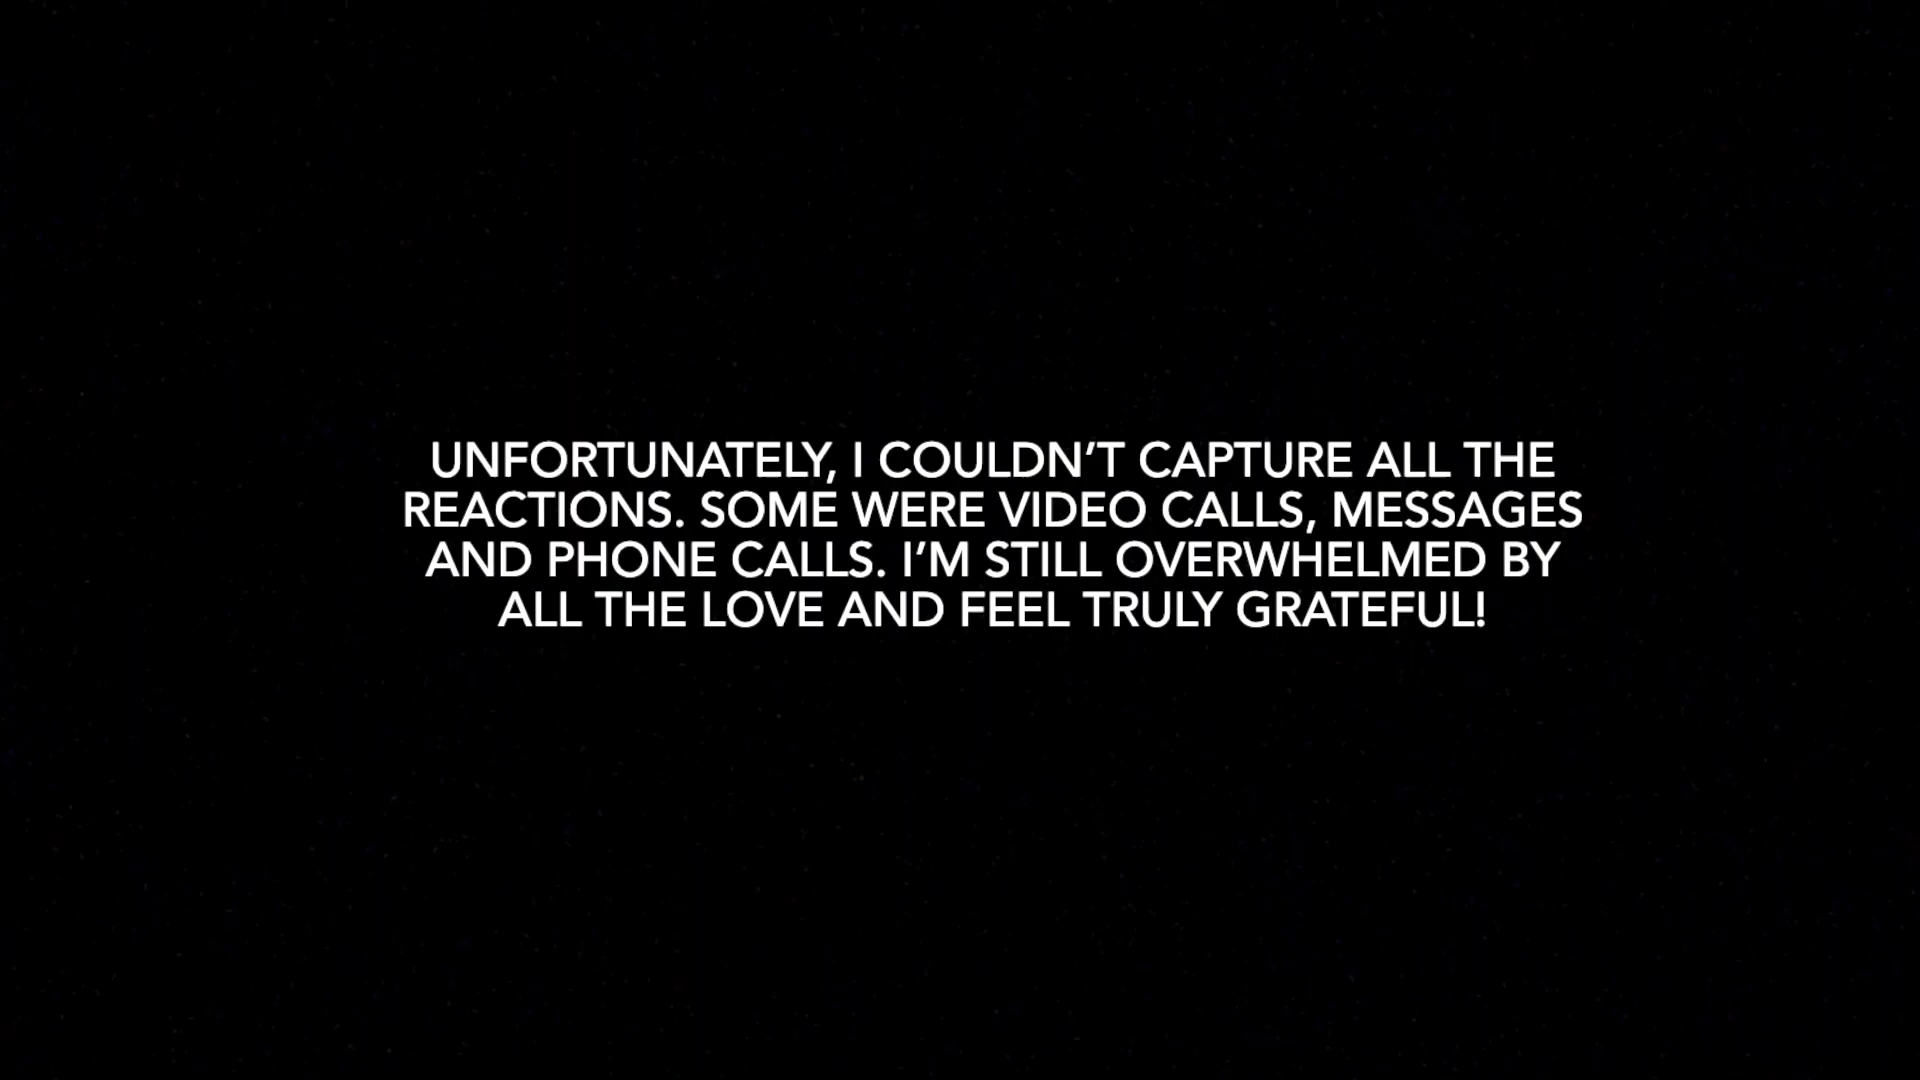 UNFORTUNATELY, I COULDN’T CAPTURE ALL THE
REACTIONS. SOME WERE VIDEO CALLS, MESSAGES
AND PHONE CALLS. I’M STILL OVERWHELMED BY
ALL THE LOVE AND FEEL TRULY GRATEFUL!